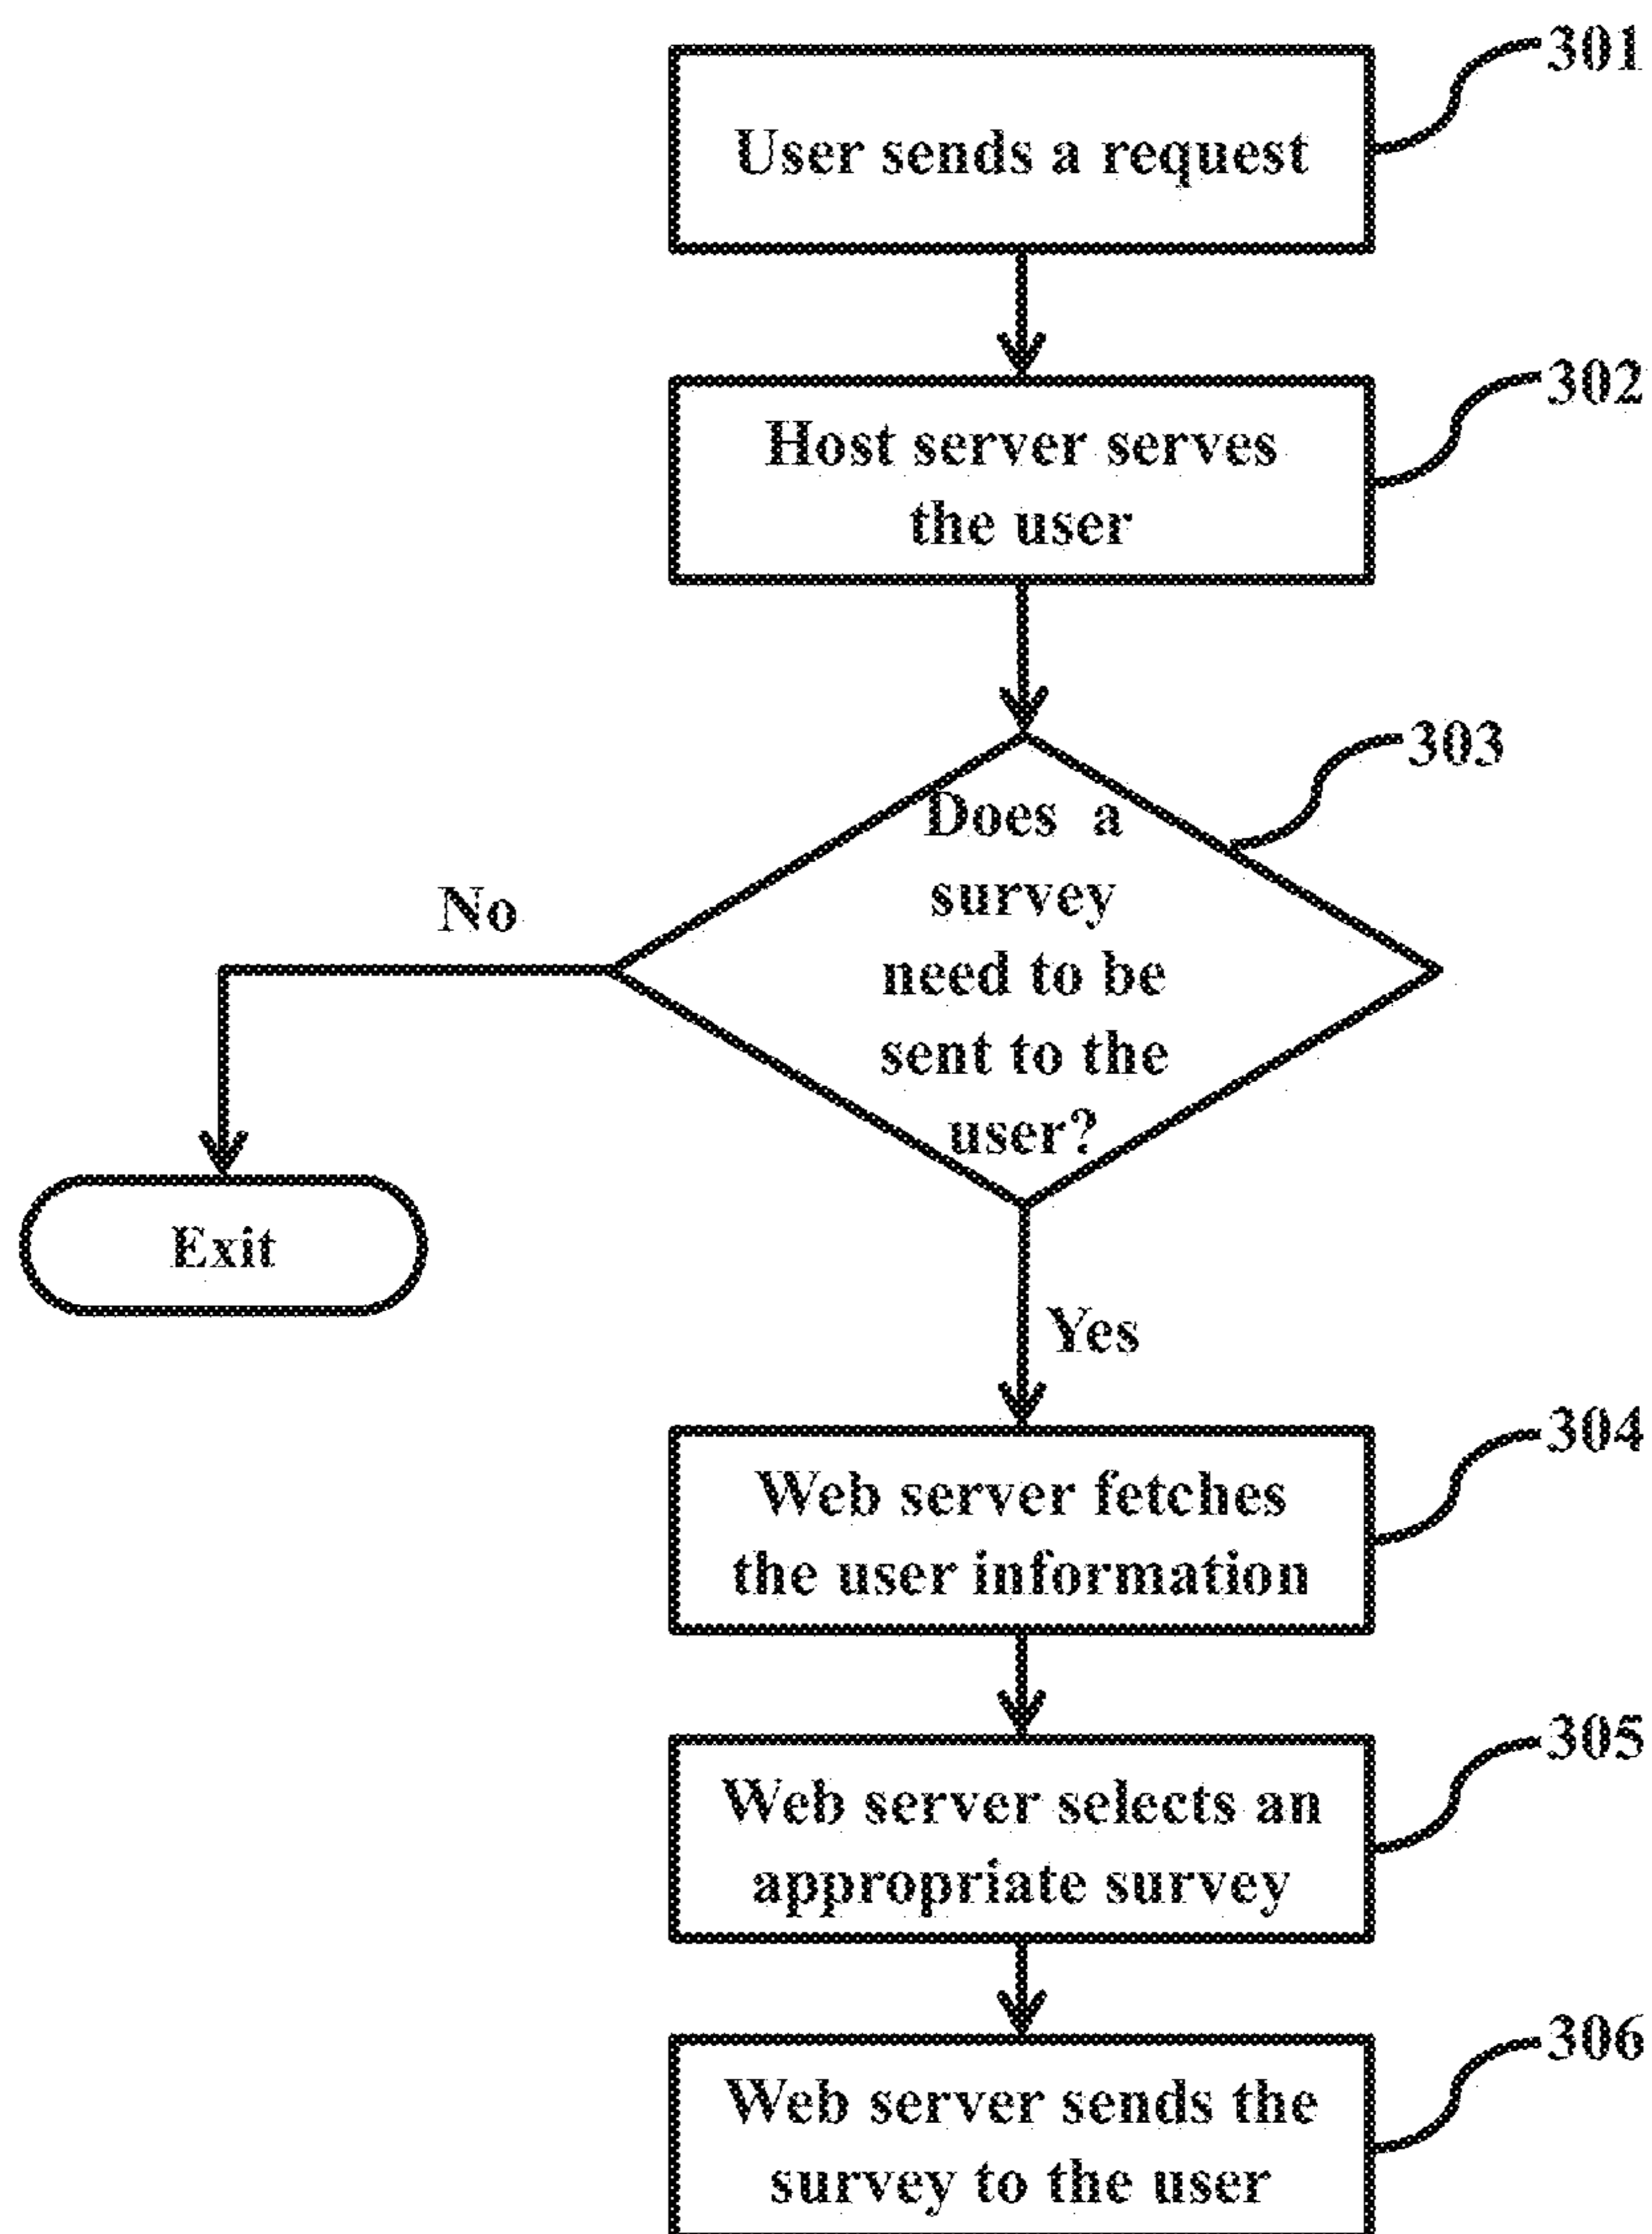 301
User sends a request
302
Host server serves
the user
303
Does a
survey
need to be
sent to the
user?
No
Exit
Yes
304
Web server fetches
the user information
305
Web server selects an
appropriate survey
306
Web server sends the
survey to the user